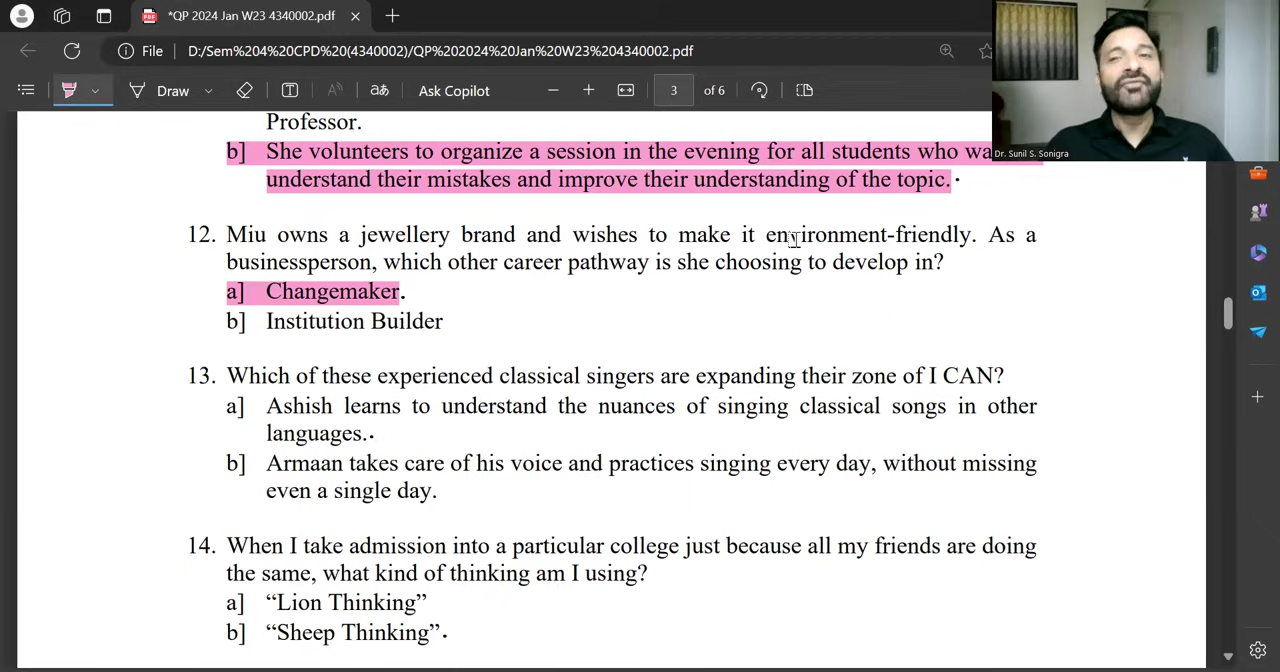 *QP 2024 Jan W23 4340002.pdf
File D:/Sem%204%20CPD%20(4340002)/QP%202024%20Jan%20W23%204340002.pdf
Draw
Ask Copilot
3 of 6
Dr. Sunil S. Sonigra
Professor.
b] She volunteers to organize a session in the evening for all students who
understand their mistakes and improve their understanding of the topic.
12. Miu owns a jewellery brand and wishes to make it environment-friendly. As a
businessperson, which other career pathway is she choosing to develop in?
a] Changemaker.
b] Institution Builder
13. Which of these experienced classical singers are expanding their zone of I CAN?
a] Ashish learns to understand the nuances of singing classical songs in other
languages..
b] Armaan takes care of his voice and practices singing every day, without missing
even a single day.
14. When I take admission into a particular college just because all my friends are doing
the same, what kind of thinking am I using?
a] “Lion Thinking”
b] “Sheep Thinking”.